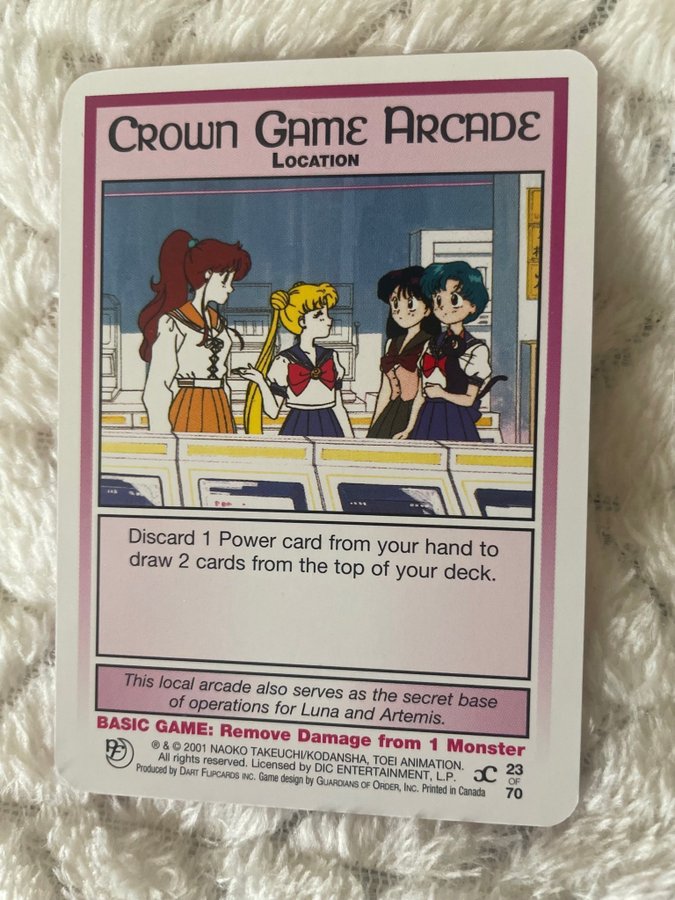 Crown Game Arcade
Location
Discard 1 Power card from your hand to
draw 2 cards from the top of your deck.
This local arcade also serves as the secret base
of operations for Luna and Artemis.
BASIC GAME: Remove Damage from 1 Monster
® & © 2001 NAOKO TAKEUCHI/KODANSHA, TOEI ANIMATION.
All rights reserved. Licensed by DIC ENTERTAINMENT, L.P.
Produced by Dart Flipcards inc. Game design by Guardians of Order, Inc. Printed in Canada
C 23
OF
70